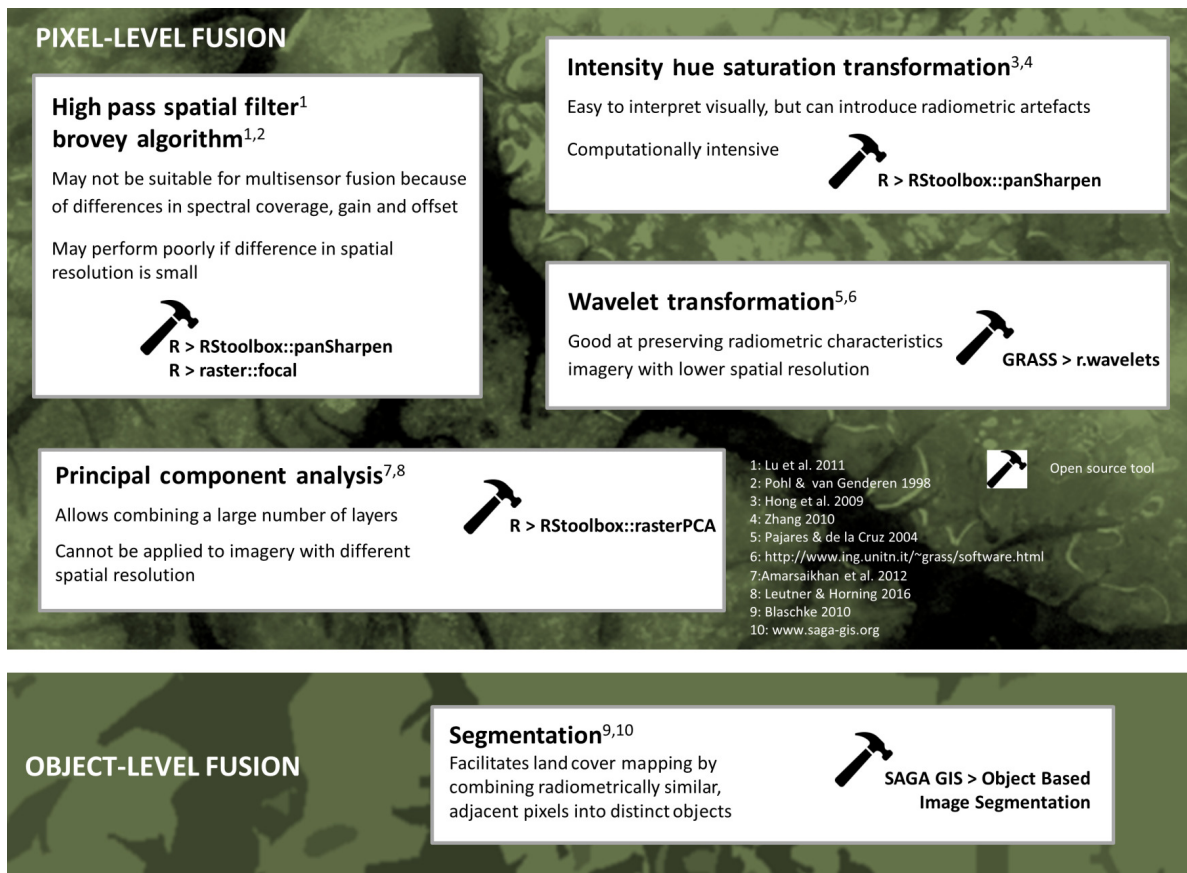 PIXEL-LEVEL FUSION
High pass spatial filter1
brovey algorithm1,2
May not be suitable for multisensor fusion because
of differences in spectral coverage, gain and offset
May perform poorly if difference in spatial
resolution is small
R > RStoolbox::panSharpen
R > raster::focal
Intensity hue saturation transformation3,4
Easy to interpret visually, but can introduce radiometric artefacts
Computationally intensive
R > RStoolbox::panSharpen
Wavelet transformation5,6
Good at preserving radiometric characteristics
imagery with lower spatial resolution
GRASS > r.wavelets
Principal component analysis7,8
Allows combining a large number of layers
Cannot be applied to imagery with different
spatial resolution
R > RStoolbox::rasterPCA
1: Lu et al. 2011
2: Pohl & van Genderen 1998
3: Hong et al. 2009
4: Zhang 2010
5: Pajares & de la Cruz 2004
6: http://www.ing.unitn.it/~grass/software.html
7:Amarsaikhan et al. 2012
8: Leutner & Horning 2016
9: Blaschke 2010
10: www.saga-gis.org
Open source tool
OBJECT-LEVEL FUSION
Segmentation9,10
Facilitates land cover mapping by
combining radiometrically similar,
adjacent pixels into distinct objects
SAGA GIS > Object Based
Image Segmentation